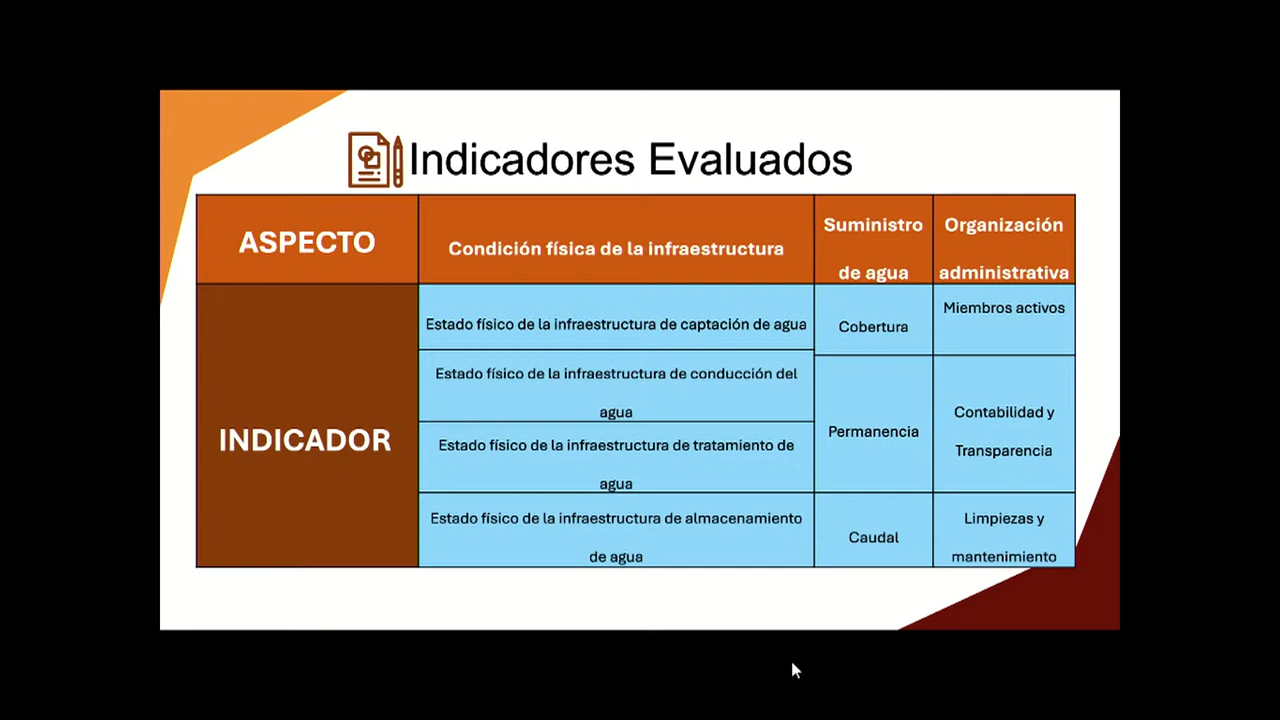 Indicadores Evaluados
ASPECTO
Condición física de la infraestructura
Suministro
de agua
Organización
administrativa
INDICADOR
Estado físico de la infraestructura de captación de agua
Estado físico de la infraestructura de conducción del
agua
Estado físico de la infraestructura de tratamiento de
agua
Estado físico de la infraestructura de almacenamiento
de agua
Cobertura
Permanencia
Caudal
Miembros activos
Contabilidad y
Transparencia
Limpiezas y
mantenimiento